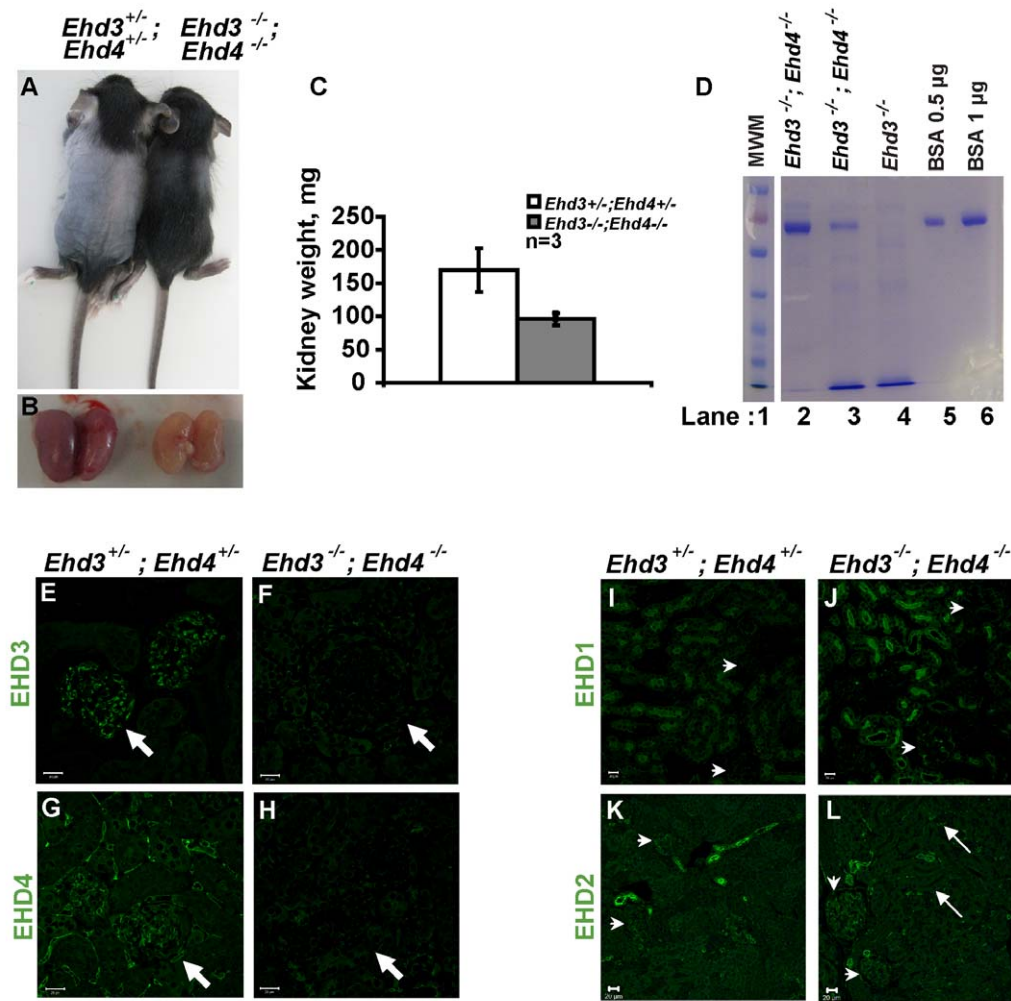 Ehd3+/-; Ehd3 -/-;
Ehd4+/- Ehd4 -/-
A
B
C
Kidney weight, mg
250
200
150
100
50
0
Ehd3+/-;Ehd4+/-
Ehd3-/-;Ehd4-/-
n=3
D
MWM
Ehd3 -/-; Ehd4 -/-
Ehd3 -/-; Ehd4 -/-
Ehd3 -/-
BSA 0.5 µg
BSA 1 µg
Lane :1 2 3 4 5 6
Ehd3 +/- ; Ehd4 +/- Ehd3 -/- ; Ehd4 -/-
EHD3
E F
EHD4
G H
20 µm
Ehd3 +/- ; Ehd4 +/- Ehd3 -/-; Ehd4 -/-
EHD1
I J
EHD2
K L
20 µm 20 µm